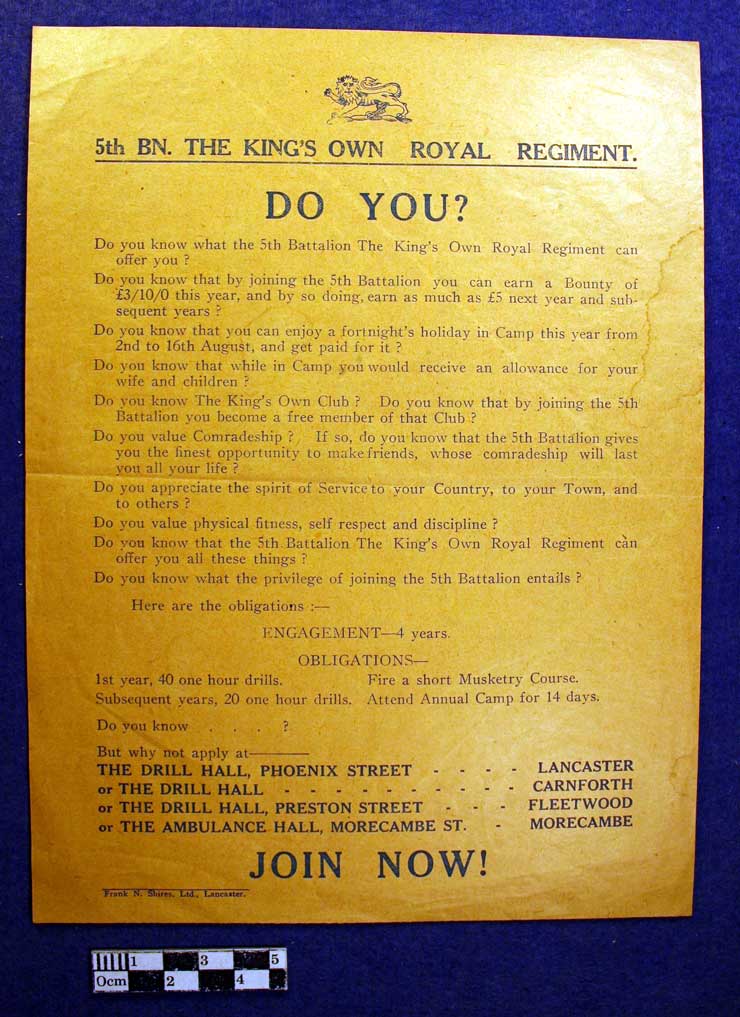 5th BN. THE KING'S OWN ROYAL REGIMENT.
DO YOU?
Do you know what the 5th Battalion The King's Own Royal Regiment can
offer you ?
Do you know that by joining the 5th Battalion you can earn a Bounty of
£3/10/0 this year, and by so doing, earn as much as £5 next year and sub-
sequent years ?
Do you know that you can enjoy a fortnight's holiday in Camp this year from
2nd to 16th August, and get paid for it ?
Do you know that while in Camp you would receive an allowance for your
wife and children ?
Do you know The King's Own Club ? Do you know that by joining the 5th
Battalion you become a free member of that Club ?
Do you value Comradeship ? If so, do you know that the 5th Battalion gives
you the finest opportunity to make friends, whose comradeship will last
you all your life ?
Do you appreciate the spirit of Service to your Country, to your Town, and
to others ?
Do you value physical fitness, self respect and discipline ?
Do you know that the 5th Battalion The King's Own Royal Regiment can
offer you all these things ?
Do you know what the privilege of joining the 5th Battalion entails ?
Here are the obligations :—
ENGAGEMENT—4 years.
OBLIGATIONS—
1st year, 40 one hour drills. Fire a short Musketry Course.
Subsequent years, 20 one hour drills. Attend Annual Camp for 14 days.
Do you know . . . ?
But why not apply at———
THE DRILL HALL, PHOENIX STREET - - - - LANCASTER
or THE DRILL HALL - - - - - - - - - - CARNFORTH
or THE DRILL HALL, PRESTON STREET - - - FLEETWOOD
or THE AMBULANCE HALL, MORECAMBE ST. - MORECAMBE
JOIN NOW!
Frank N. Shires, Ltd., Lancaster.
1 3 5
0cm 2 4